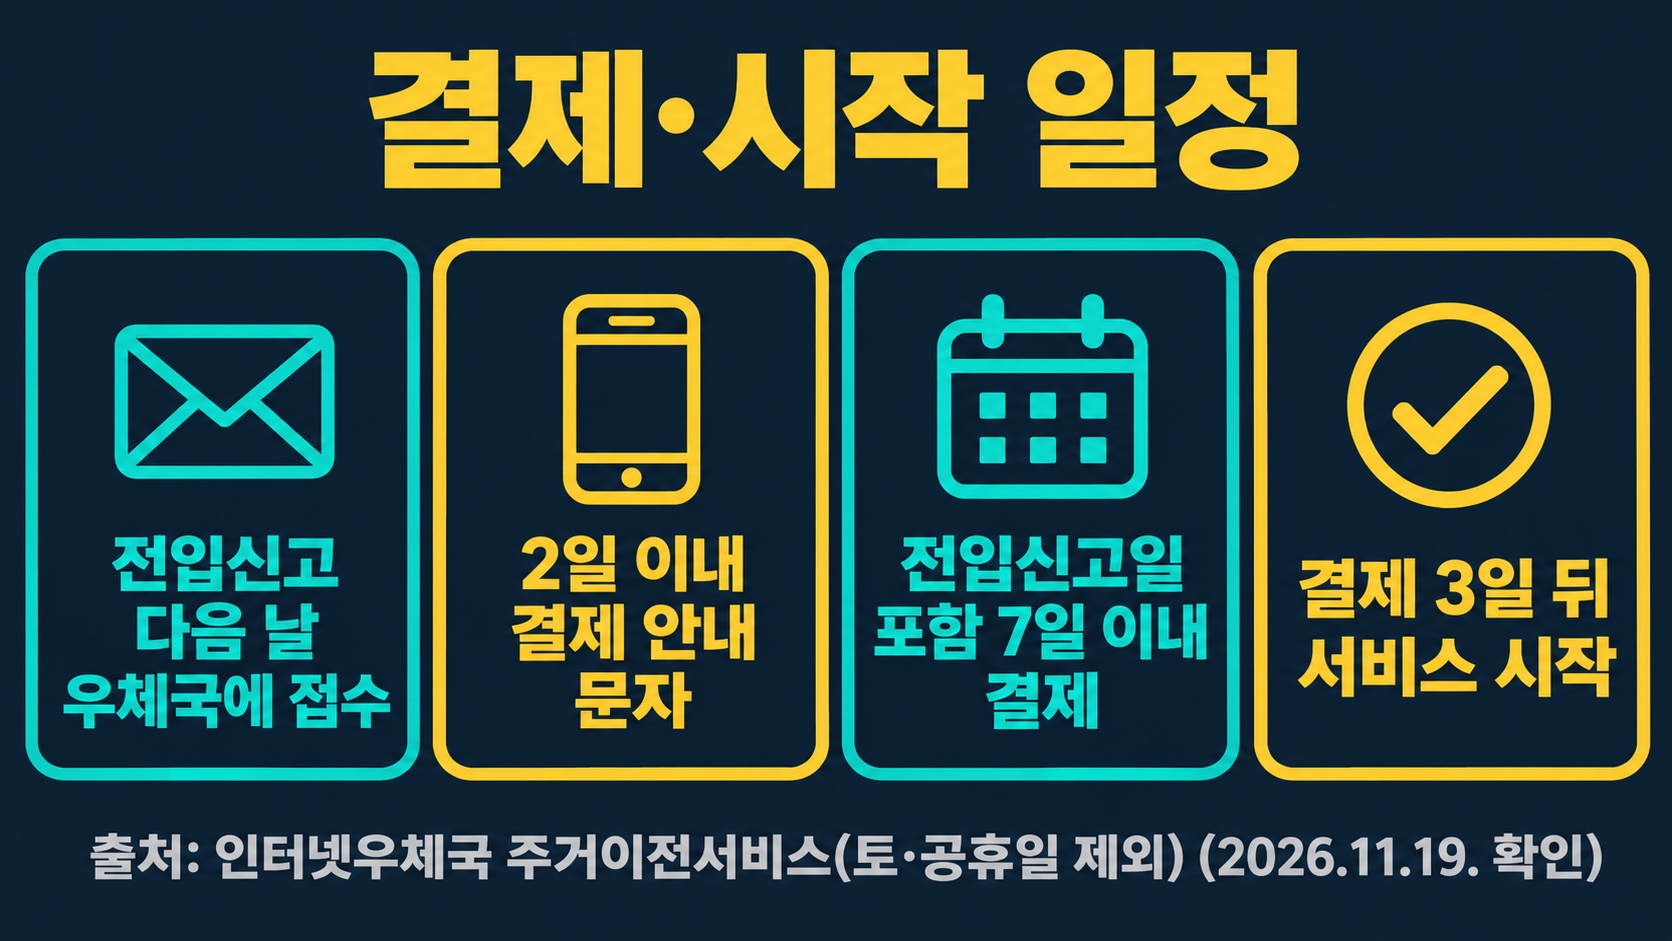 결제·시작 일정
전입신고
다음 날
우체국에 접수
2일 이내
결제 안내
문자
전입신고일
포함 7일 이내
결제
결제 3일 뒤
서비스 시작
출처: 인터넷우체국 주거이전서비스(토·공휴일 제외) (2026.11.19. 확인)